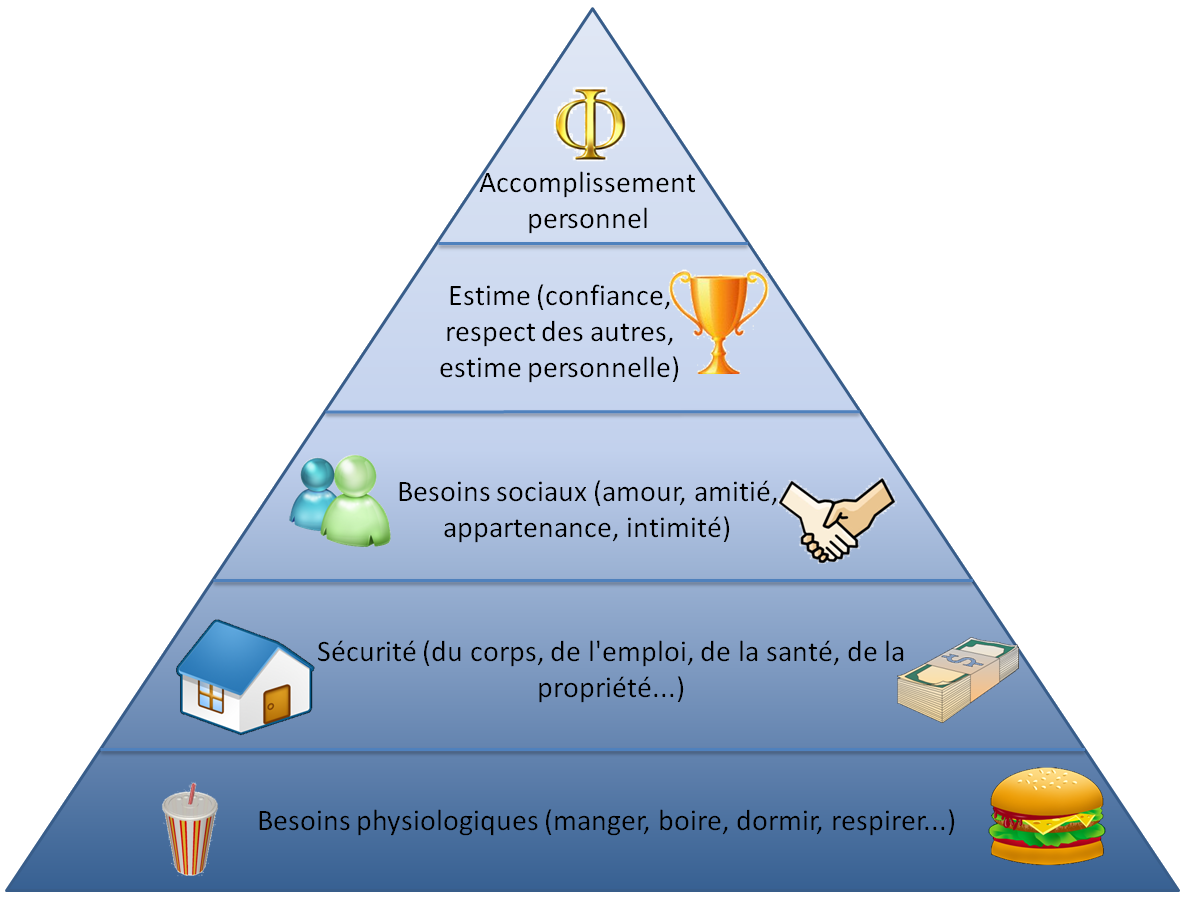 Φ
Accomplissement
personnel
Estime (confiance,
respect des autres,
estime personnelle)
Besoins sociaux (amour, amitié,
appartenance, intimité)
Sécurité (du corps, de l'emploi, de la santé, de la
propriété...)
$
Besoins physiologiques (manger, boire, dormir, respirer...)